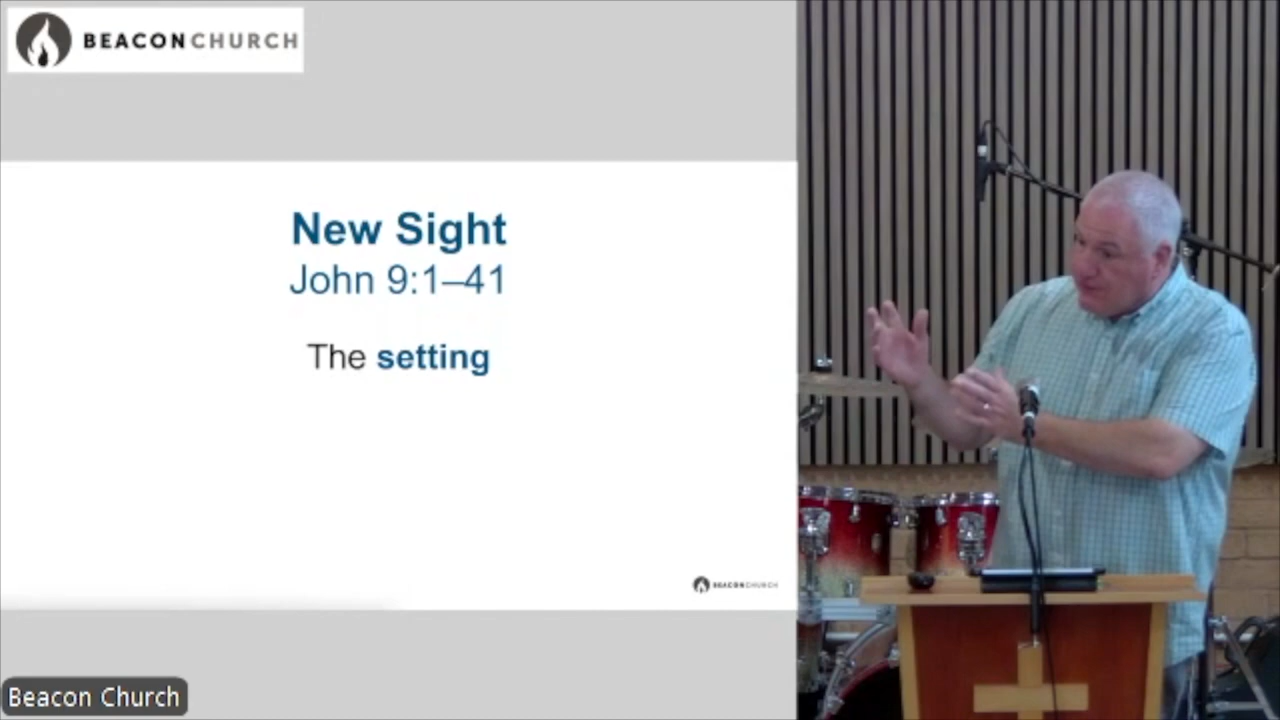 BEACONCHURCH
New Sight
John 9:1–41
The setting
BEACONCHURCH
Beacon Church